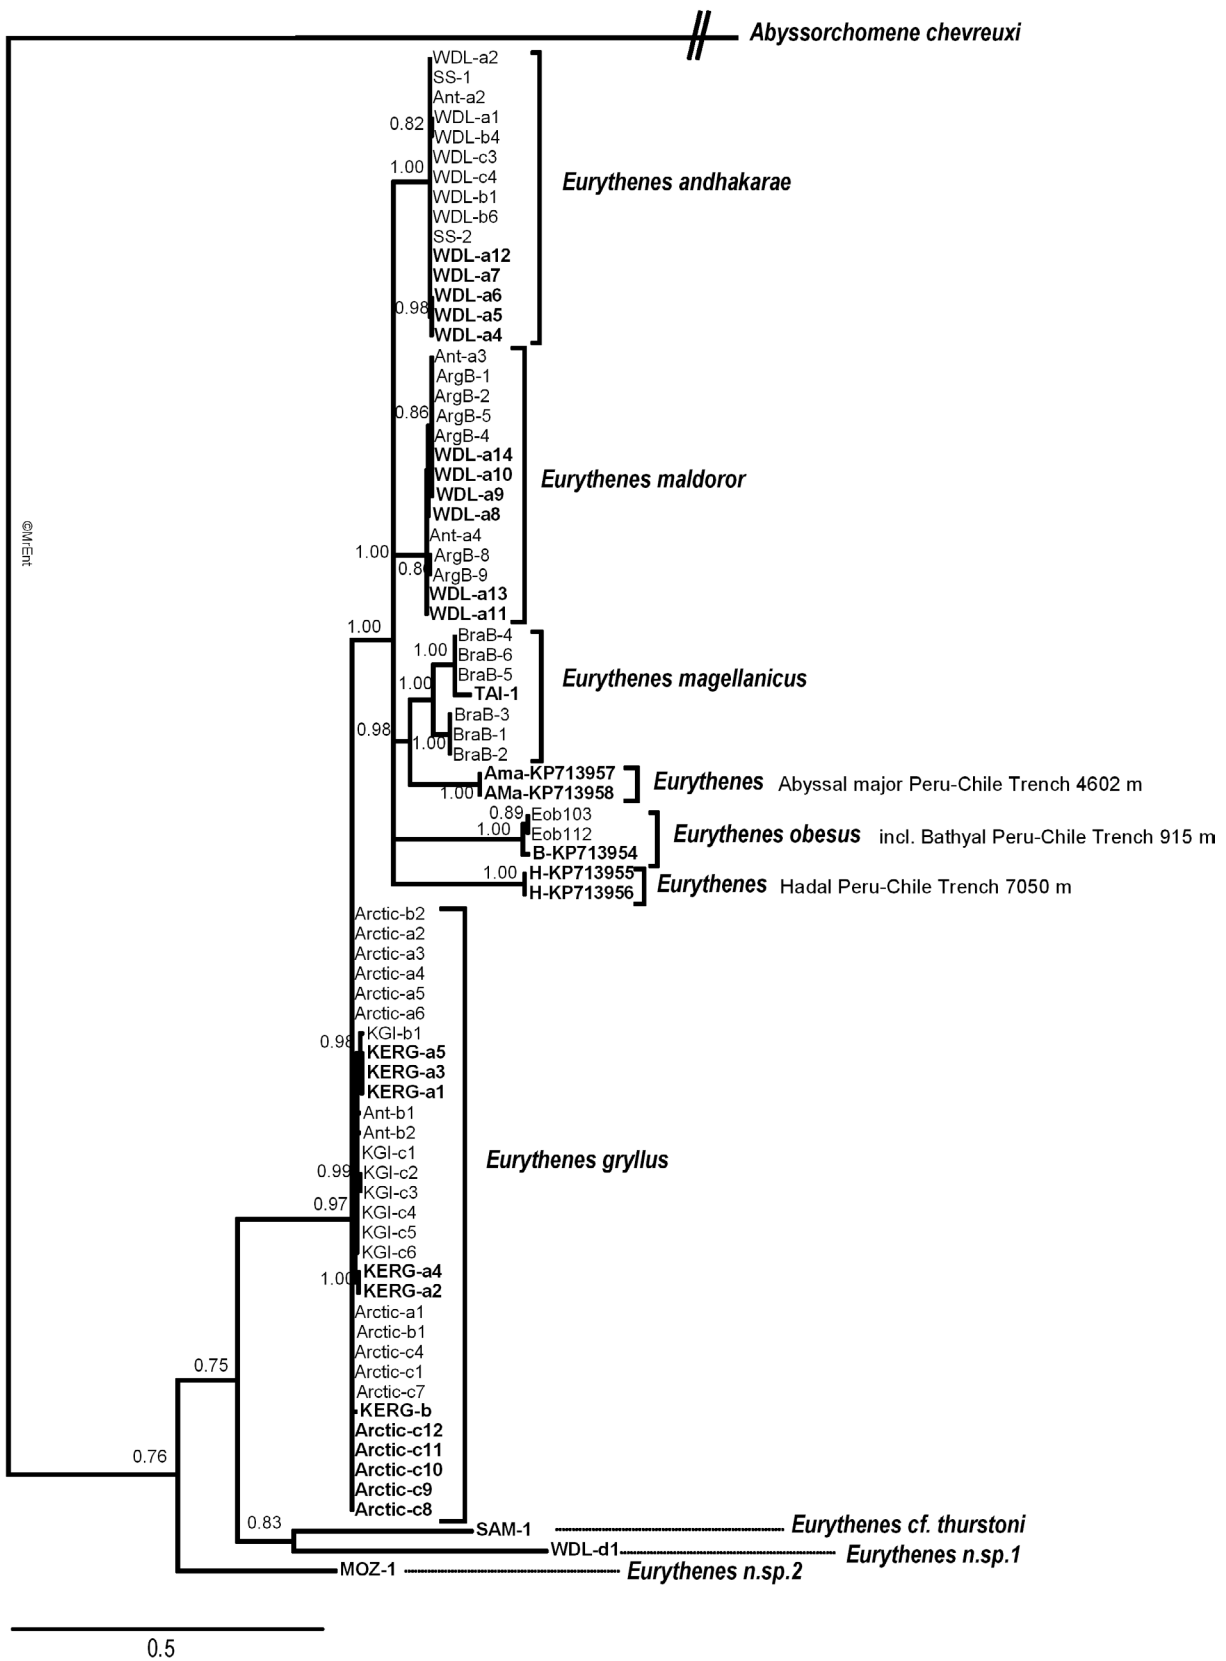 Abyssorchomene chevreuxi
WDL-a2
SS-1
Ant-a2
WDL-a1
0.82
WDL-b4
WDL-c3
1.00
WDL-c4
Eurythenes andhakarae
WDL-b1
WDL-b6
SS-2
WDL-a12
WDL-a7
WDL-a6
0.98
WDL-a5
WDL-a4
Ant-a3
ArgB-1
ArgB-2
0.86
ArgB-5
ArgB-4
WDL-a14
WDL-a10
Eurythenes maldoror
WDL-a9
WDL-a8
©MrEnt
Ant-a4
1.00
ArgB-8
0.8
ArgB-9
WDL-a13
WDL-a11
1.00
BraB-4
1.00
BraB-6
BraB-5
Eurythenes magellanicus
1.00
TAI-1
BraB-3
0.98
BraB-1
1.00
BraB-2
Ama-KP713957
Eurythenes Abyssal major Peru-Chile Trench 4602 m
1.00
AMa-KP713958
0.89
Eob103
1.00
Eob112
Eurythenes obesus incl. Bathyal Peru-Chile Trench 915 m
B-KP713954
1.00
H-KP713955
Eurythenes Hadal Peru-Chile Trench 7050 m
H-KP713956
Arctic-b2
Arctic-a2
Arctic-a3
Arctic-a4
Arctic-a5
Arctic-a6
KGI-b1
0.98
KERG-a5
KERG-a3
KERG-a1
Ant-b1
Ant-b2
KGI-c1
Eurythenes gryllus
0.99
KGI-c2
KGI-c3
0.97
KGI-c4
KGI-c5
KGI-c6
KERG-a4
1.00
KERG-a2
Arctic-a1
Arctic-b1
Arctic-c4
0.75
Arctic-c1
Arctic-c7
KERG-b
Arctic-c12
Arctic-c11
0.76
Arctic-c10
Arctic-c9
Arctic-c8
0.83
SAM-1
Eurythenes cf. thurstoni
WDL-d1
Eurythenes n.sp.1
MOZ-1
Eurythenes n.sp.2
0.5